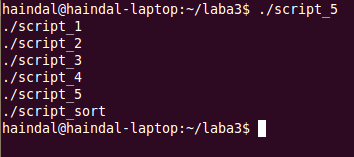 haindal@haindal-laptop:~/laba3$ ./script_5
./script_1
./script_2
./script_3
./script_4
./script_5
./script_sort
haindal@haindal-laptop:~/laba3$